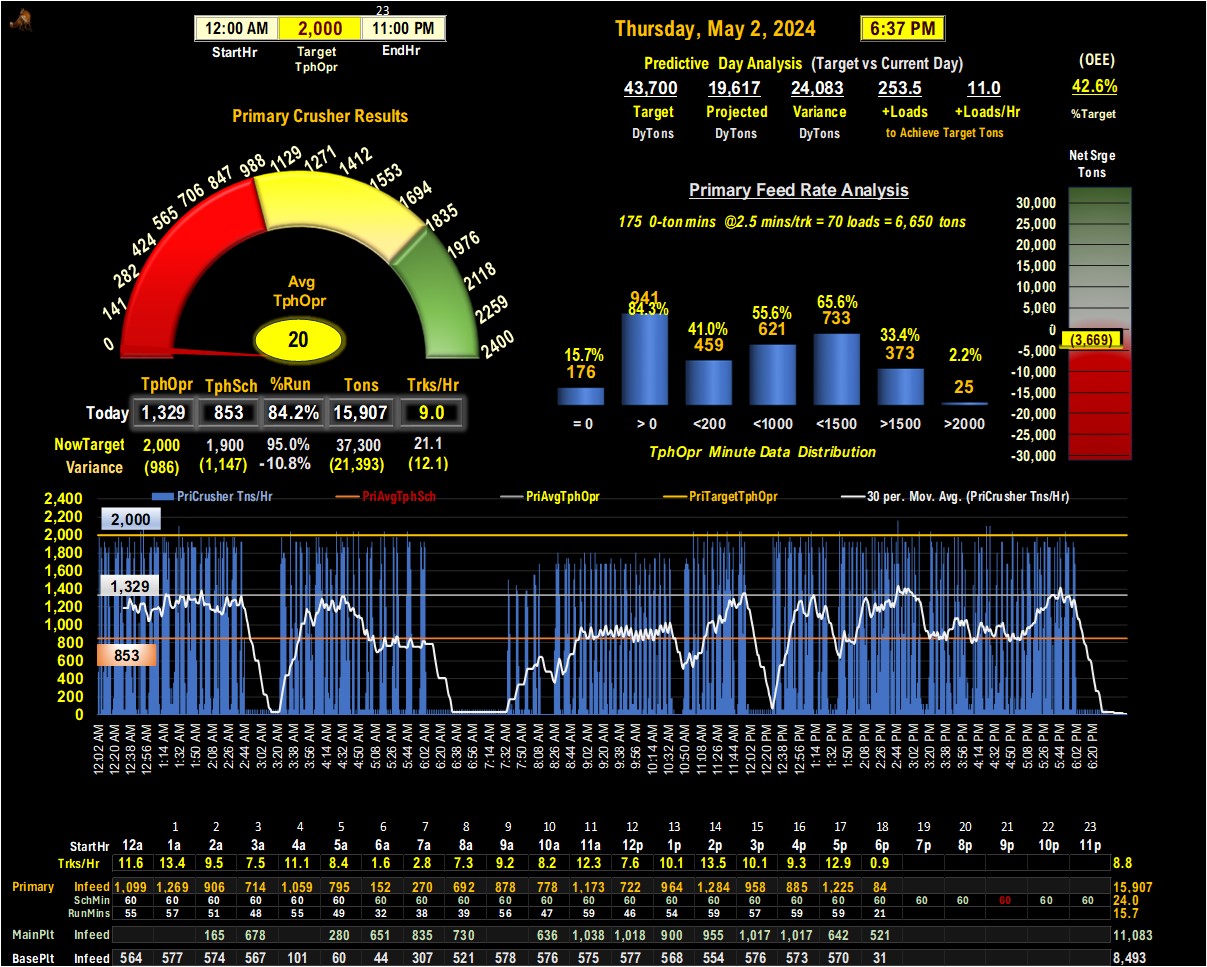 23
12:00 AM 2,000 11:00 PM
StartHr Target EndHr
TphOpr
Thursday, May 2, 2024 6:37 PM
Predictive Day Analysis (Target vs Current Day)
43,700 19,617 24,083 253.5 11.0
Target Projected Variance +Loads +Loads/Hr
DyTons DyTons DyTons to Achieve Target Tons
(OEE)
42.6%
%Target
Primary Crusher Results
0 141 282 424 565 706 847 988 1129 1271 1412 1553 1694 1835 1976 2118 2259 2400
Avg
TphOpr
20
TphOpr TphSch %Run Tons Trks/Hr
Today 1,329 853 84.2% 15,907 9.0
NowTarget 2,000 1,900 95.0% 37,300 21.1
Variance (986) (1,147) -10.8% (21,393) (12.1)
Primary Feed Rate Analysis
175 0-ton mins @2.5 mins/trk = 70 loads = 6,650 tons
15.7% 84.3% 41.0% 55.6% 65.6% 33.4% 2.2%
176 941 459 621 733 373 25
= 0 > 0 <200 <1000 <1500 >1500 >2000
TphOpr Minute Data Distribution
Net Srge
Tons
30,000
25,000
20,000
15,000
10,000
5,000
0
(3,669)
-5,000
-10,000
-15,000
-20,000
-25,000
-30,000
PriCrusher Tns/Hr PriAvgTphSch PriAvgTphOpr PriTargetTphOpr 30 per. Mov. Avg. (PriCrusher Tns/Hr)
2,400
2,200
2,000
1,800
1,600
1,400
1,200
1,000
800
600
400
200
0
2,000
1,329
853
12:02 AM 12:20 AM 12:38 AM 12:56 AM 1:14 AM 1:32 AM 1:50 AM 2:08 AM 2:26 AM 2:44 AM 3:02 AM 3:20 AM 3:38 AM 3:56 AM 4:14 AM 4:32 AM 4:50 AM 5:08 AM 5:26 AM 5:44 AM 6:02 AM 6:20 AM 6:38 AM 6:56 AM 7:14 AM 7:32 AM 7:50 AM 8:08 AM 8:26 AM 8:44 AM 9:02 AM 9:20 AM 9:38 AM 9:56 AM 10:14 AM 10:32 AM 10:50 AM 11:08 AM 11:26 AM 11:44 AM 12:02 PM 12:20 PM 12:38 PM 12:56 PM 1:14 PM 1:32 PM 1:50 PM 2:08 PM 2:26 PM 2:44 PM 3:02 PM 3:20 PM 3:38 PM 3:56 PM 4:14 PM 4:32 PM 4:50 PM 5:08 PM 5:26 PM 5:44 PM 6:02 PM 6:20 PM
1 2 3 4 5 6 7 8 9 10 11 12 13 14 15 16 17 18 19 20 21 22 23
StartHr 12a 1a 2a 3a 4a 5a 6a 7a 8a 9a 10a 11a 12p 1p 2p 3p 4p 5p 6p 7p 8p 9p 10p 11p
Trks/Hr 11.6 13.4 9.5 7.5 11.1 8.4 1.6 2.8 7.3 9.2 8.2 12.3 7.6 10.1 13.5 10.1 9.3 12.9 0.9 8.8
Primary Infeed 1,099 1,269 906 714 1,059 795 152 270 692 878 778 1,173 722 964 1,284 958 885 1,225 84 15,907
SchMin 60 60 60 60 60 60 60 60 60 60 60 60 60 60 60 60 60 60 60 60 60 60 60 60 24.0
RunMins 55 57 51 48 55 49 32 38 39 56 47 59 46 54 59 57 59 59 21 15.7
MainPlt Infeed 165 678 280 651 835 730 636 1,038 1,018 900 955 1,017 1,017 642 521 11,083
BasePlt Infeed 564 577 574 567 101 60 44 307 521 578 576 575 577 568 554 576 573 570 31 8,493